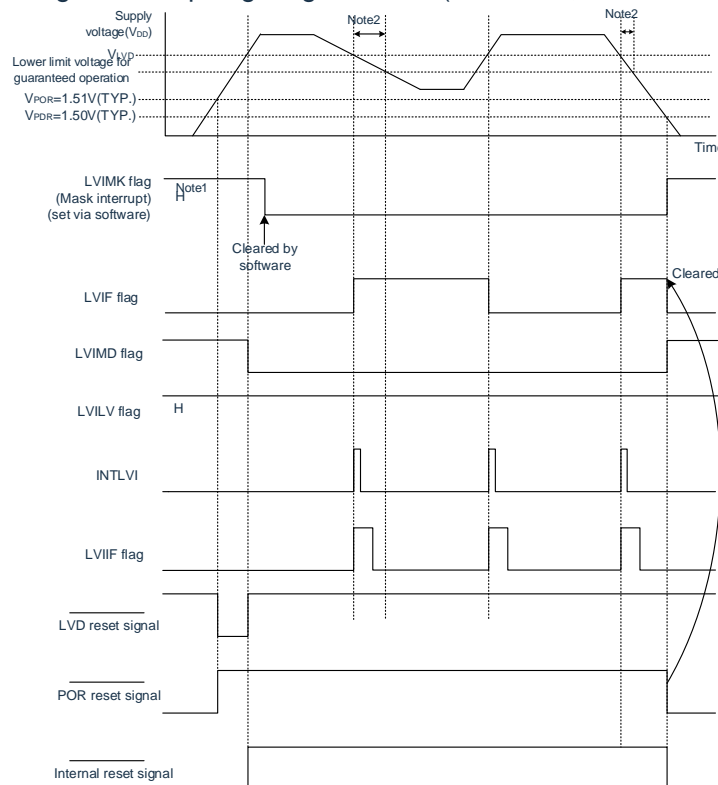 Supply
voltage(VDD)
Note2
Note2
VLVD
Lower limit voltage for
guaranteed operation
VPOR=1.51V(TYP.)
VPDR=1.50V(TYP.)
Time
LVIMK flag
(Mask interrupt)
(set via software)
Note1
H
Cleared by
software
LVIF flag
Cleared
LVIMD flag
LVILV flag
H
INTLVI
LVIIF flag
LVD reset signal
POR reset signal
Internal reset signal